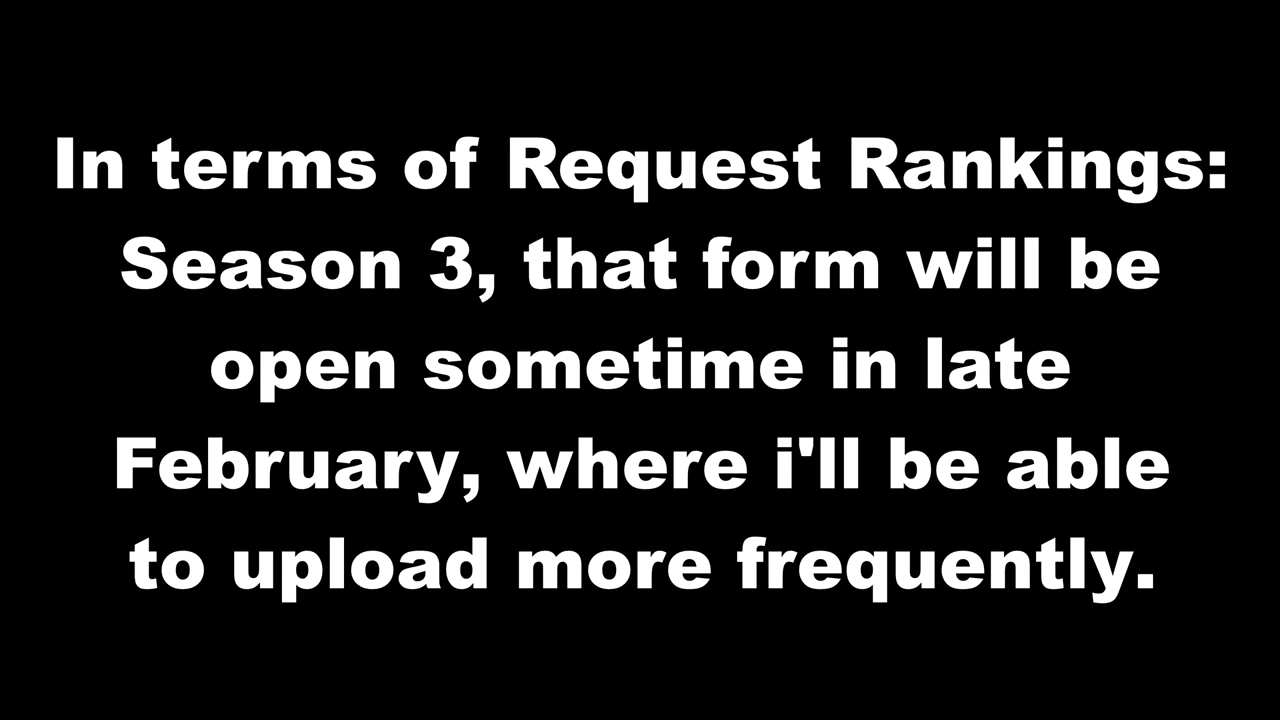 In terms of Request Rankings:
Season 3, that form will be
open sometime in late
February, where i'll be able
to upload more frequently.